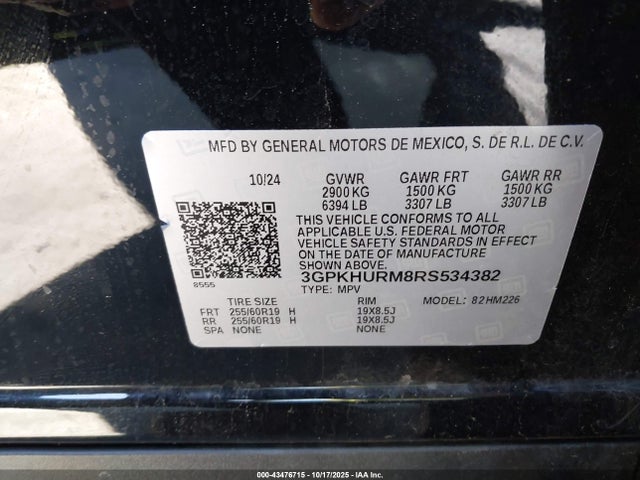 MFD BY GENERAL MOTORS DE MEXICO, S. DE R.L. DE C.V.
10/24 GVWR GAWR FRT GAWR RR
2900 KG 1500 KG 1500 KG
6394 LB 3307 LB 3307 LB
THIS VEHICLE CONFORMS TO ALL
APPLICABLE U.S. FEDERAL MOTOR
VEHICLE SAFETY STANDARDS IN EFFECT
ON THE DATE OF MANUFACTURE
SHOWN ABOVE.
8555
3GPKHURM8RS534382
TYPE: MPV MODEL: 82HM226
TIRE SIZE RIM
FRT 255/60R19 H 19X8.5J
RR 255/60R19 H 19X8.5J
SPA NONE NONE
000-43476715 - 10/17/2025 - IAA Inc.